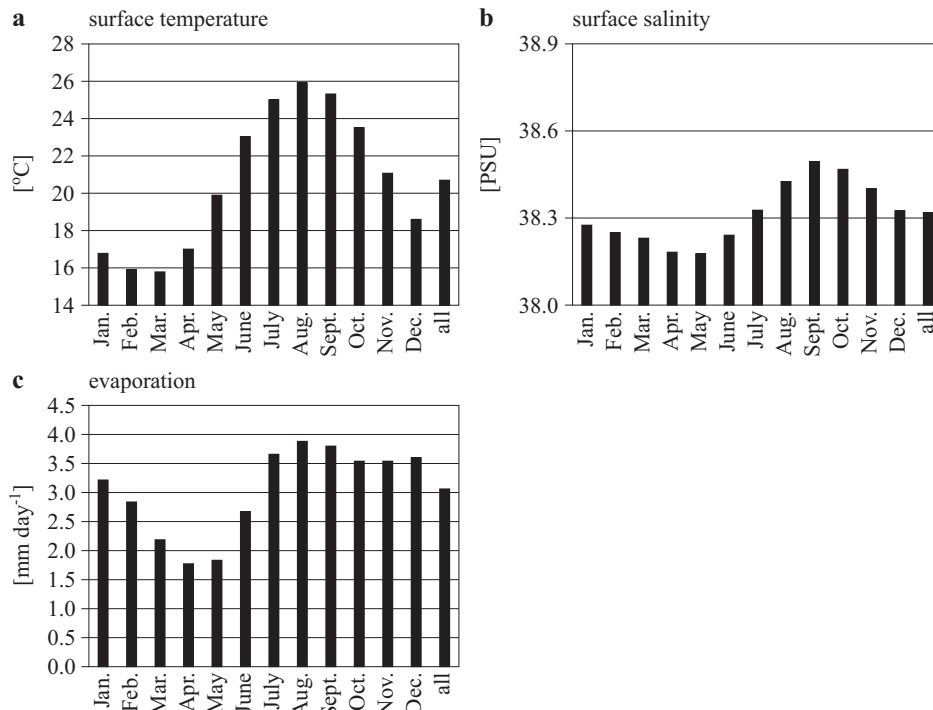 a surface temperature
28
26
24
22
20
18
16
14
[ºC]
Jan.
Feb.
Mar.
Apr.
May
June
July
Aug.
Sept.
Oct.
Nov.
Dec.
all
b surface salinity
38.9
38.6
38.3
38.0
[PSU]
Jan.
Feb.
Mar.
Apr.
May
June
July
Aug.
Sept.
Oct.
Nov.
Dec.
all
c evaporation
4.5
4.0
3.5
3.0
2.5
2.0
1.5
1.0
0.5
0.0
[mm day-1]
Jan.
Feb.
Mar.
Apr.
May
June
July
Aug.
Sept.
Oct.
Nov.
Dec.
all